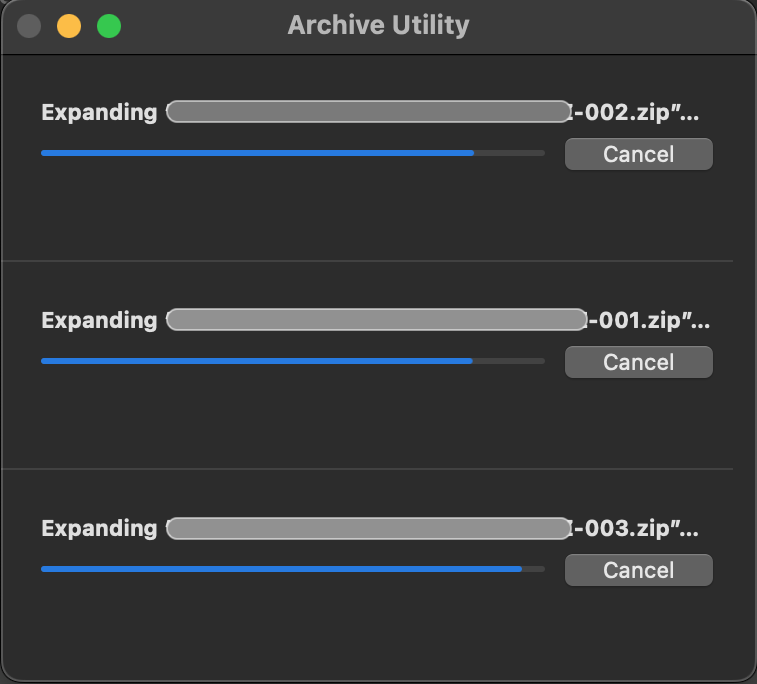 Archive Utility
Expanding -002.zip”...
Cancel
Expanding -001.zip”...
Cancel
Expanding -003.zip”...
Cancel